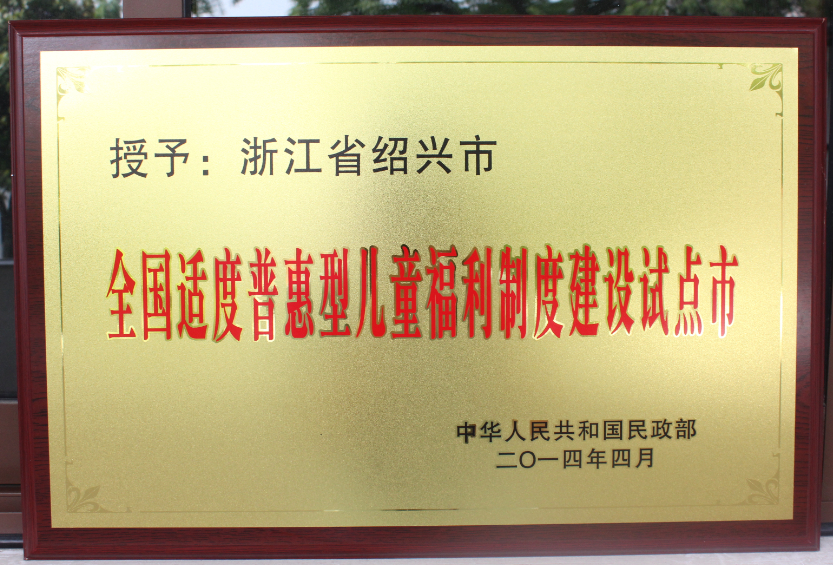 授予：浙江省绍兴市
全国适度普惠型儿童福利制度建设试点市
中华人民共和国民政部
二〇一四年四月